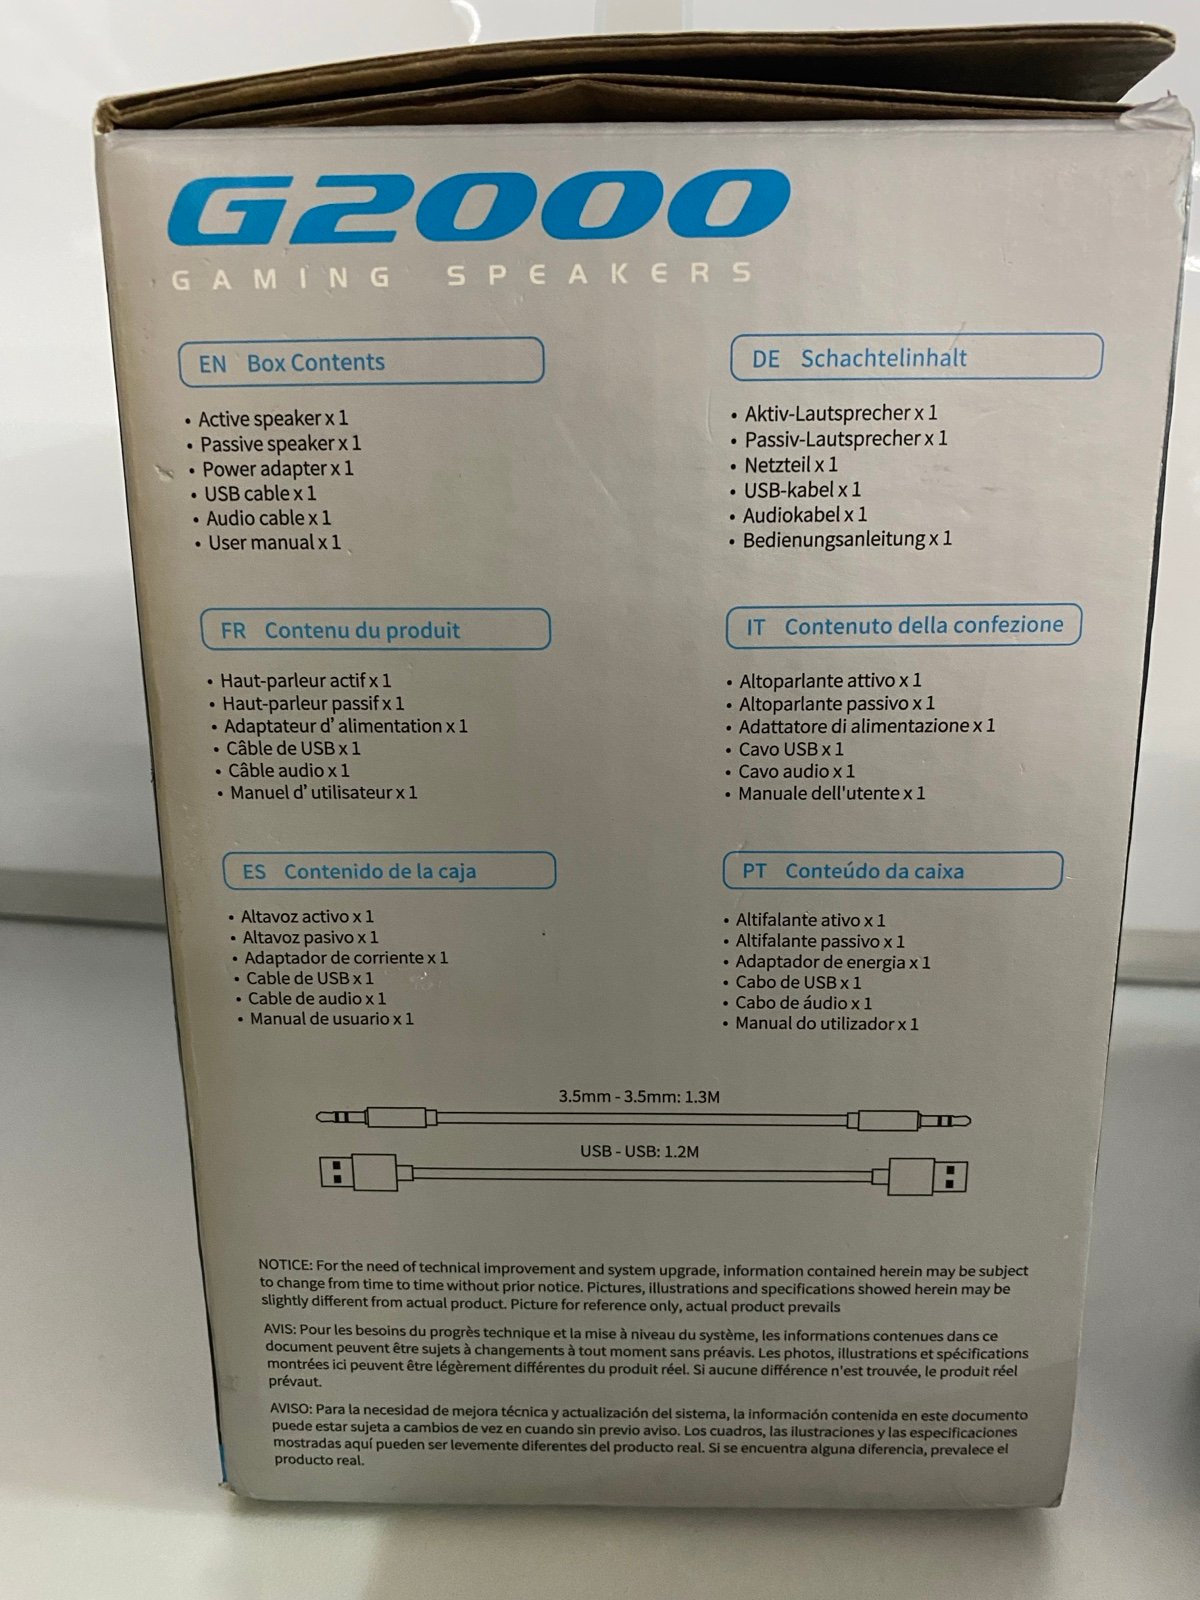 G2000
GAMING SPEAKERS
EN Box Contents
• Active speaker x 1
• Passive speaker x 1
• Power adapter x 1
• USB cable x 1
• Audio cable x 1
• User manual x 1
DE Schachtelinhalt
• Aktiv-Lautsprecher x 1
• Passiv-Lautsprecher x 1
• Netzteil x 1
• USB-kabel x 1
• Audiokabel x 1
• Bedienungsanleitung x 1
FR Contenu du produit
• Haut-parleur actif x 1
• Haut-parleur passif x 1
• Adaptateur d' alimentation x 1
• Câble de USB x 1
• Câble audio x 1
• Manuel d' utilisateur x 1
IT Contenuto della confezione
• Altoparlante attivo x 1
• Altoparlante passivo x 1
• Adattatore di alimentazione x 1
• Cavo USB x 1
• Cavo audio x 1
• Manuale dell'utente x 1
ES Contenido de la caja
• Altavoz activo x 1
• Altavoz pasivo x 1
• Adaptador de corriente x 1
• Cable de USB x 1
• Cable de audio x 1
• Manual de usuario x 1
PT Conteúdo da caixa
• Altifalante ativo x 1
• Altifalante passivo x 1
• Adaptador de energia x 1
• Cabo de USB x 1
• Cabo de áudio x 1
• Manual do utilizador x 1
3.5mm - 3.5mm: 1.3M
USB - USB: 1.2M
NOTICE: For the need of technical improvement and system upgrade, information contained herein may be subject
to change from time to time without prior notice. Pictures, illustrations and specifications showed herein may be
slightly different from actual product. Picture for reference only, actual product prevails
AVIS: Pour les besoins du progrès technique et la mise à niveau du système, les informations contenues dans ce
document peuvent être sujets à changements à tout moment sans préavis. Les photos, illustrations et spécifications
montrées ici peuvent être légèrement différentes du produit réel. Si aucune différence n'est trouvée, le produit réel
prévaut.
AVISO: Para la necesidad de mejora técnica y actualización del sistema, la información contenida en este documento
puede estar sujeta a cambios de vez en cuando sin previo aviso. Los cuadros, las ilustraciones y las especificaciones
mostradas aquí pueden ser levemente diferentes del producto real. Si se encuentra alguna diferencia, prevalece el
producto real.